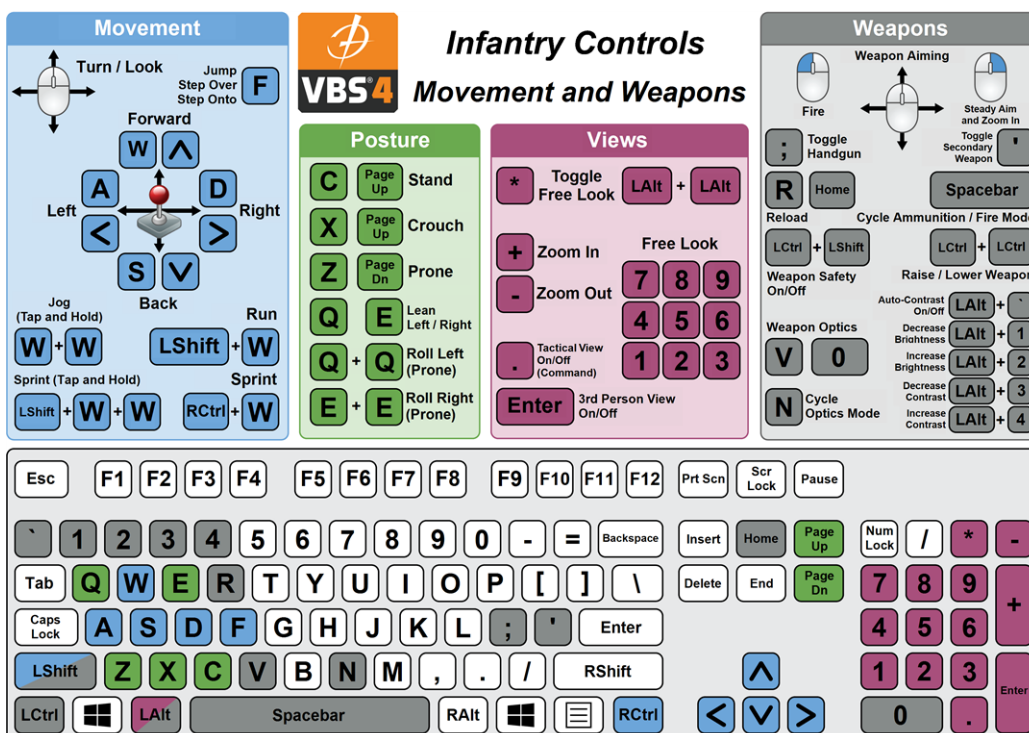 Movement
Turn / Look
Jump
Step Over
Step Onto
F
Forward
W ∧
A D
Left Right
< >
S ∨
Back
Jog
(Tap and Hold)
W + W
Run
LShift + W
Sprint (Tap and Hold)
LShift + W + W
Sprint
RCtrl + W
VBS®4
Infantry Controls
Movement and Weapons
Posture
C Page Up Stand
X Page Up Crouch
Z Page Dn Prone
Q E Lean
Left / Right
Q + Q Roll Left
(Prone)
E + E Roll Right
(Prone)
Views
* Toggle
Free Look
LAlt + LAlt
+ Zoom In
- Zoom Out
Free Look
7 8 9
4 5 6
1 2 3
. Tactical View
On/Off
(Command)
Enter 3rd Person View
On/Off
Weapons
Weapon Aiming
Fire
Steady Aim
and Zoom In
; Toggle
Handgun
Toggle
Secondary
Weapon
'
R Home
Reload
Spacebar
Cycle Ammunition / Fire Mode
LCtrl + LShift
Weapon Safety
On/Off
LCtrl + LCtrl
Raise / Lower Weapon
Weapon Optics
V 0
N Cycle
Optics Mode
Auto-Contrast
On/Off
LAlt + `
Decrease
Brightness
LAlt + 1
Increase
Brightness
LAlt + 2
Decrease
Contrast
LAlt + 3
Increase
Contrast
LAlt + 4
Esc F1 F2 F3 F4 F5 F6 F7 F8 F9 F10 F11 F12 Prt Scn Scr Lock Pause
` 1 2 3 4 5 6 7 8 9 0 - = Backspace Insert Home Page Up Num Lock / * -
Tab Q W E R T Y U I O P [ ] \ Delete End Page Dn 7 8 9 +
Caps Lock A S D F G H J K L ; ' Enter 4 5 6
LShift Z X C V B N M , . / RShift ∧ 1 2 3 Enter
LCtrl LAlt Spacebar RAlt RCtrl < ∨ > 0 .